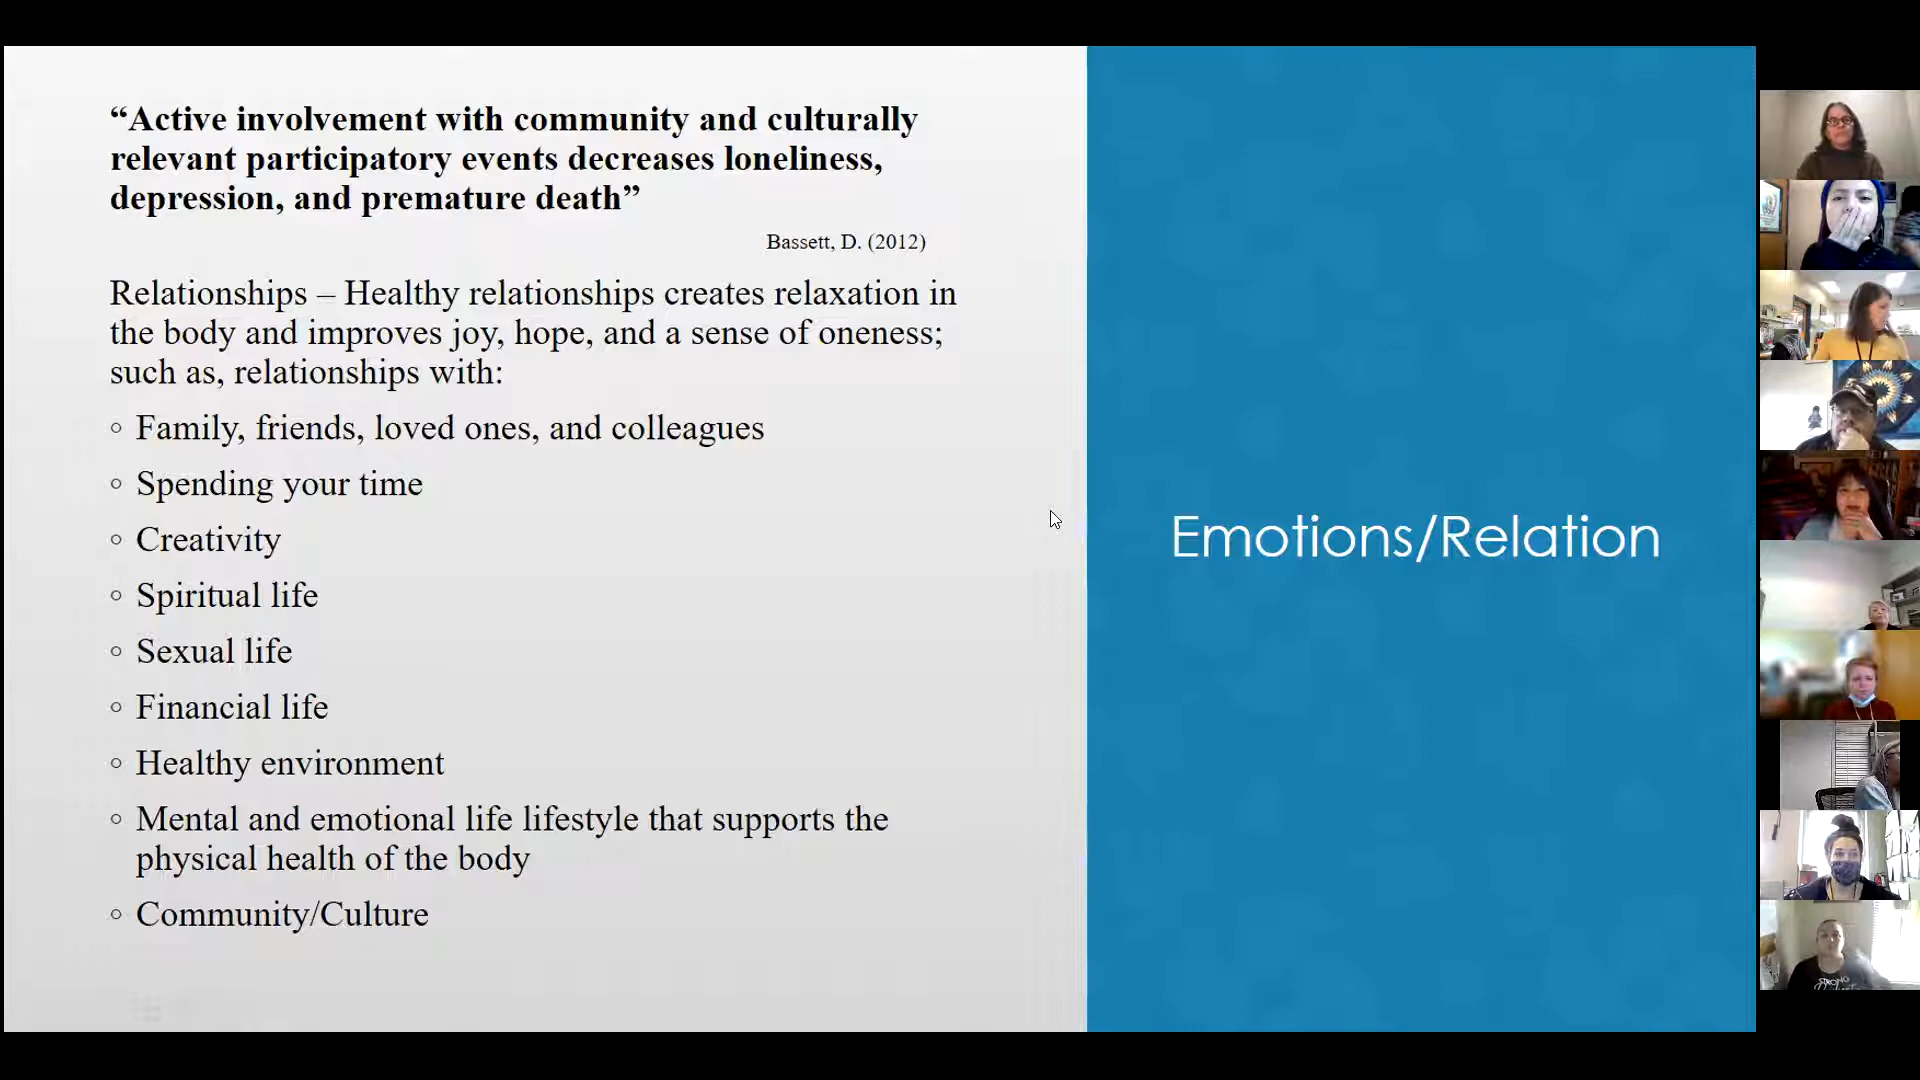 “Active involvement with community and culturally
relevant participatory events decreases loneliness,
depression, and premature death”
Bassett, D. (2012)
Relationships – Healthy relationships creates relaxation in
the body and improves joy, hope, and a sense of oneness;
such as, relationships with:
Family, friends, loved ones, and colleagues
Spending your time
Creativity
Spiritual life
Sexual life
Financial life
Healthy environment
Mental and emotional life lifestyle that supports the
physical health of the body
Community/Culture
Emotions/Relation
STRONG